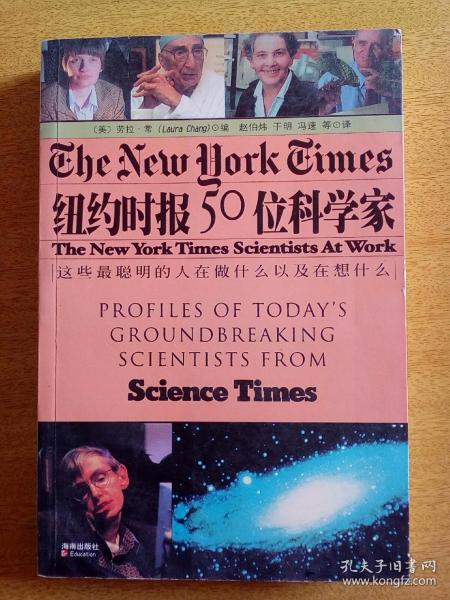 〔美〕劳拉·常 (Laura Chang)◎编 赵伯炜 于明 冯速 等◎译
The New York Times
纽约时报50位科学家
The New York Times Scientists At Work
这些最聪明的人在做什么以及在想什么
PROFILES OF TODAY'S
GROUNDBREAKING
SCIENTISTS FROM
Science Times
海南出版社
Education
孔夫子旧书网
www.kongfz.com